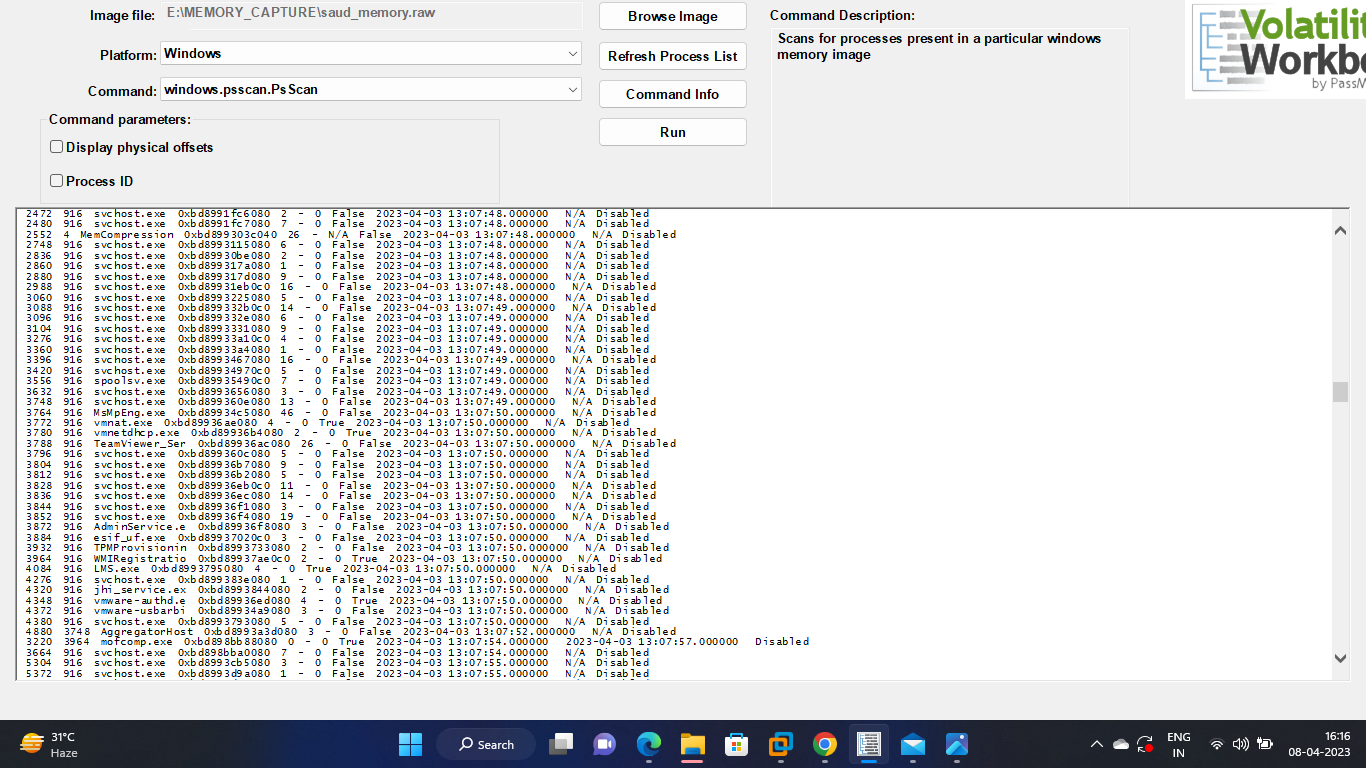 Image file: E:\MEMORY_CAPTURE\saud_memory.raw
Browse Image
Command Description:
Platform: Windows
Refresh Process List
Scans for processes present in a particular windows
memory image
Command: windows.psscan.PsScan
Command Info
Command parameters:
Run
Display physical offsets
Process ID
Volatili
Workbe
by PassM
2472 916 svchost.exe 0xbd8991fc6080 2 - 0 False 2023-04-03 13:07:48.000000 N/A Disabled
2480 916 svchost.exe 0xbd8991fc7080 7 - 0 False 2023-04-03 13:07:48.000000 N/A Disabled
2552 4 MemCompression 0xbd899303c040 26 - N/A False 2023-04-03 13:07:48.000000 N/A Disabled
2748 916 svchost.exe 0xbd8993115080 6 - 0 False 2023-04-03 13:07:48.000000 N/A Disabled
2836 916 svchost.exe 0xbd89930be080 2 - 0 False 2023-04-03 13:07:48.000000 N/A Disabled
2860 916 svchost.exe 0xbd899317a080 1 - 0 False 2023-04-03 13:07:48.000000 N/A Disabled
2880 916 svchost.exe 0xbd899317d080 9 - 0 False 2023-04-03 13:07:48.000000 N/A Disabled
2988 916 svchost.exe 0xbd89931eb0c0 16 - 0 False 2023-04-03 13:07:48.000000 N/A Disabled
3060 916 svchost.exe 0xbd8993225080 5 - 0 False 2023-04-03 13:07:48.000000 N/A Disabled
3088 916 svchost.exe 0xbd899332b0c0 14 - 0 False 2023-04-03 13:07:49.000000 N/A Disabled
3096 916 svchost.exe 0xbd899332e080 6 - 0 False 2023-04-03 13:07:49.000000 N/A Disabled
3104 916 svchost.exe 0xbd8993331080 9 - 0 False 2023-04-03 13:07:49.000000 N/A Disabled
3276 916 svchost.exe 0xbd89933a10c0 4 - 0 False 2023-04-03 13:07:49.000000 N/A Disabled
3360 916 svchost.exe 0xbd89933a4080 1 - 0 False 2023-04-03 13:07:49.000000 N/A Disabled
3396 916 svchost.exe 0xbd8993467080 16 - 0 False 2023-04-03 13:07:49.000000 N/A Disabled
3420 916 svchost.exe 0xbd89934970c0 5 - 0 False 2023-04-03 13:07:49.000000 N/A Disabled
3556 916 spoolsv.exe 0xbd89935490c0 7 - 0 False 2023-04-03 13:07:49.000000 N/A Disabled
3632 916 svchost.exe 0xbd8993656080 3 - 0 False 2023-04-03 13:07:49.000000 N/A Disabled
3748 916 svchost.exe 0xbd899360e080 13 - 0 False 2023-04-03 13:07:49.000000 N/A Disabled
3764 916 MsMpEng.exe 0xbd89934c5080 46 - 0 False 2023-04-03 13:07:50.000000 N/A Disabled
3772 916 vmnat.exe 0xbd89936ae080 4 - 0 True 2023-04-03 13:07:50.000000 N/A Disabled
3780 916 vmnetdhcp.exe 0xbd89936b4080 2 - 0 True 2023-04-03 13:07:50.000000 N/A Disabled
3788 916 TeamViewer_Ser 0xbd89936ac080 26 - 0 False 2023-04-03 13:07:50.000000 N/A Disabled
3796 916 svchost.exe 0xbd899360c080 5 - 0 False 2023-04-03 13:07:50.000000 N/A Disabled
3804 916 svchost.exe 0xbd89936b7080 9 - 0 False 2023-04-03 13:07:50.000000 N/A Disabled
3812 916 svchost.exe 0xbd89936b2080 5 - 0 False 2023-04-03 13:07:50.000000 N/A Disabled
3828 916 svchost.exe 0xbd89936eb0c0 11 - 0 False 2023-04-03 13:07:50.000000 N/A Disabled
3836 916 svchost.exe 0xbd89936ec080 14 - 0 False 2023-04-03 13:07:50.000000 N/A Disabled
3844 916 svchost.exe 0xbd89936f1080 3 - 0 False 2023-04-03 13:07:50.000000 N/A Disabled
3852 916 svchost.exe 0xbd89936f4080 19 - 0 False 2023-04-03 13:07:50.000000 N/A Disabled
3872 916 AdminService.e 0xbd89936f8080 3 - 0 False 2023-04-03 13:07:50.000000 N/A Disabled
3884 916 esif_uf.exe 0xbd89937020c0 3 - 0 False 2023-04-03 13:07:50.000000 N/A Disabled
3932 916 TPMProvisionin 0xbd8993733080 2 - 0 False 2023-04-03 13:07:50.000000 N/A Disabled
3964 916 WMIRegistratio 0xbd89937ae0c0 2 - 0 True 2023-04-03 13:07:50.000000 N/A Disabled
4084 916 LMS.exe 0xbd8993795080 4 - 0 True 2023-04-03 13:07:50.000000 N/A Disabled
4276 916 svchost.exe 0xbd899383e080 1 - 0 False 2023-04-03 13:07:50.000000 N/A Disabled
4320 916 jhi_service.ex 0xbd8993844080 2 - 0 False 2023-04-03 13:07:50.000000 N/A Disabled
4348 916 vmware-authd.e 0xbd89936ed080 4 - 0 True 2023-04-03 13:07:50.000000 N/A Disabled
4372 916 vmware-usbarbi 0xbd89934a9080 3 - 0 False 2023-04-03 13:07:50.000000 N/A Disabled
4380 916 svchost.exe 0xbd8993793080 5 - 0 False 2023-04-03 13:07:50.000000 N/A Disabled
4880 3748 AggregatorHost 0xbd8993a3d080 3 - 0 False 2023-04-03 13:07:52.000000 N/A Disabled
3220 3964 mofcomp.exe 0xbd898bb88080 0 - 0 True 2023-04-03 13:07:54.000000 2023-04-03 13:07:57.000000 Disabled
3664 916 svchost.exe 0xbd898bba0080 7 - 0 False 2023-04-03 13:07:54.000000 N/A Disabled
5304 916 svchost.exe 0xbd8993cb5080 3 - 0 False 2023-04-03 13:07:55.000000 N/A Disabled
5372 916 svchost.exe 0xbd8993d9a080 1 - 0 False 2023-04-03 13:07:55.000000 N/A Disabled
31°C
Haze
Search
ENG
IN
16:16
08-04-2023